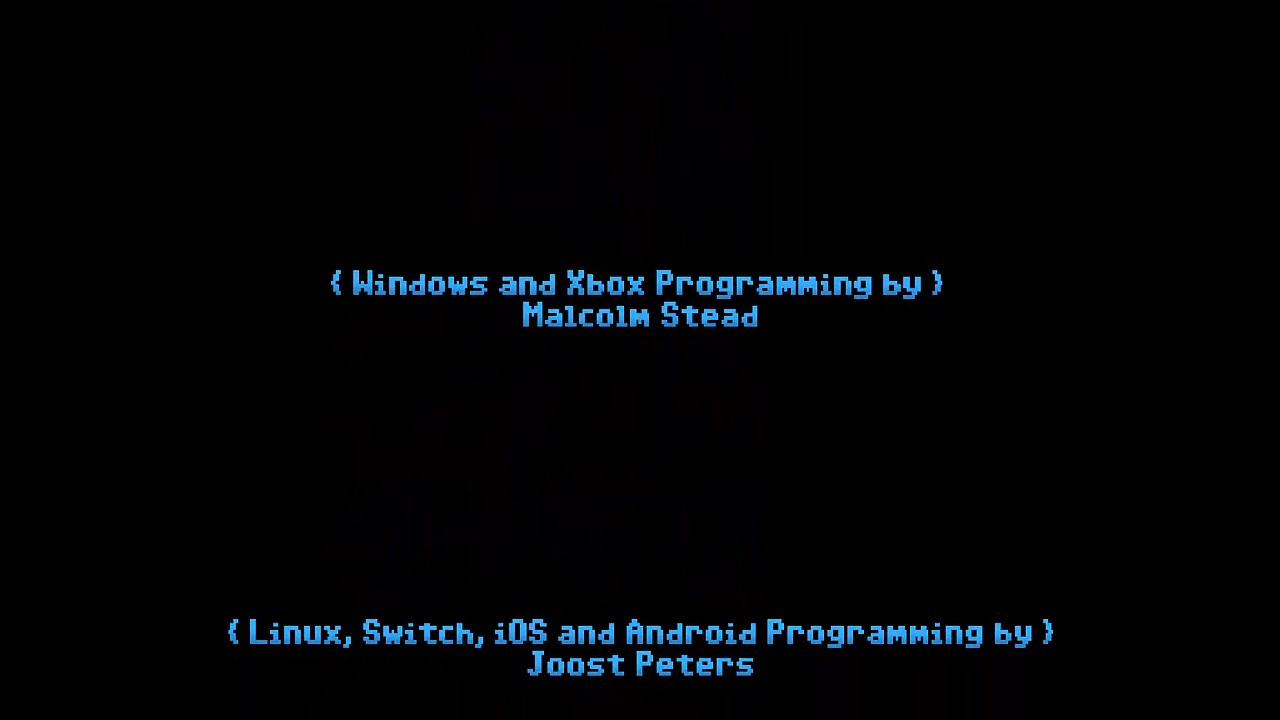 { Windows and Xbox Programming by }
Malcolm Stead
{ Linux, Switch, iOS and Android Programming by }
Joost Peters